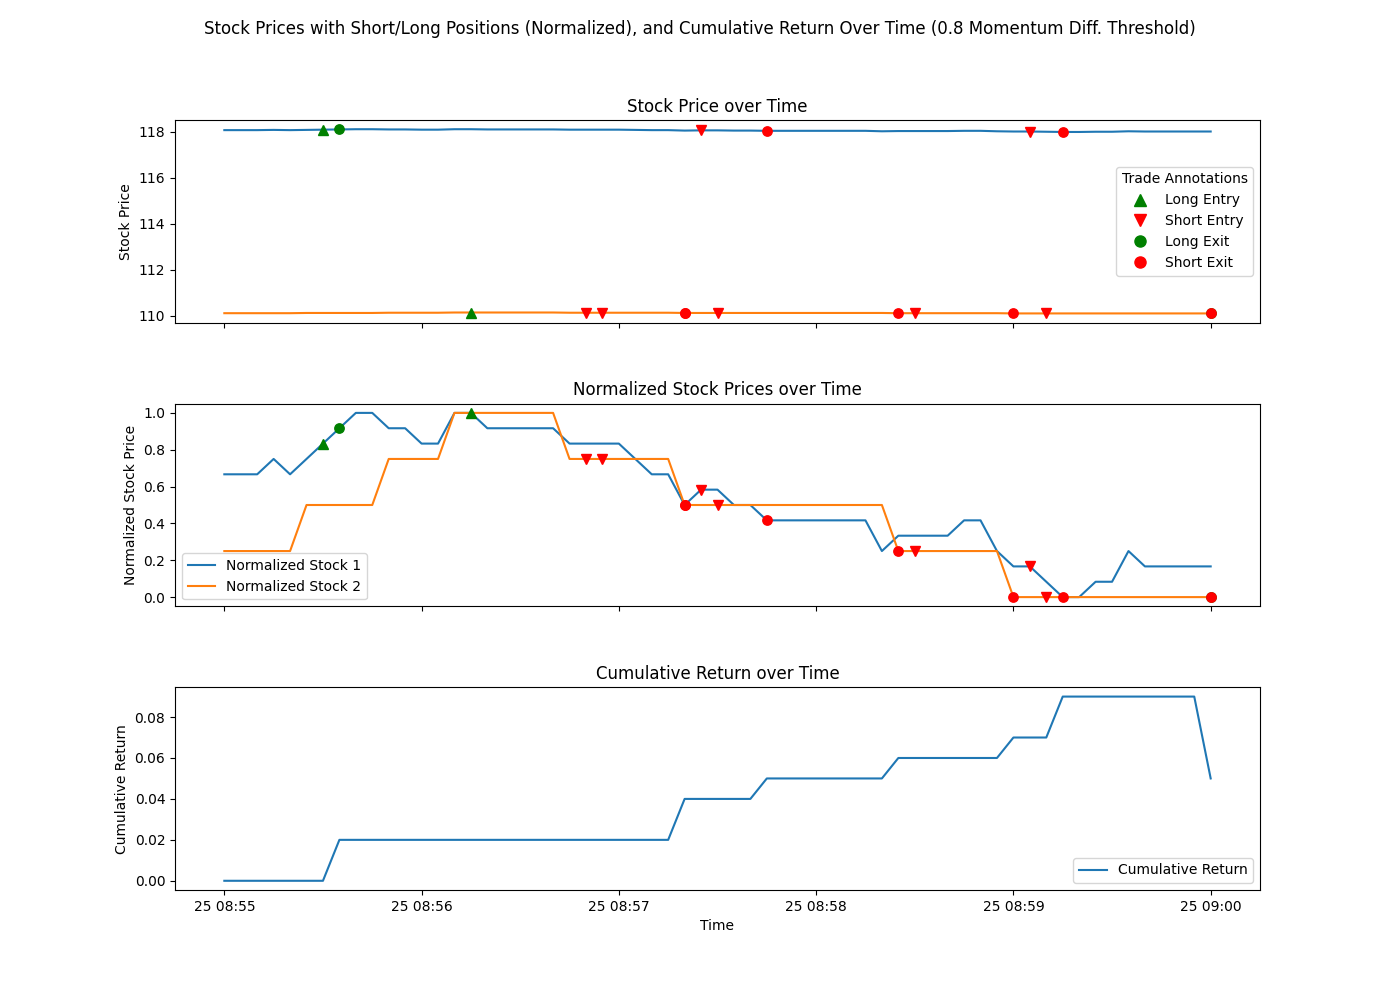 Stock Prices with Short/Long Positions (Normalized), and Cumulative Return Over Time (0.8 Momentum Diff. Threshold)
Stock Price over Time
118
116
114
112
110
Stock Price
Trade Annotations
Long Entry
Short Entry
Long Exit
Short Exit
Normalized Stock Prices over Time
1.0
0.8
0.6
0.4
0.2
0.0
Normalized Stock Price
Normalized Stock 1
Normalized Stock 2
Cumulative Return over Time
0.08
0.06
0.04
0.02
0.00
Cumulative Return
Cumulative Return
25 08:55 25 08:56 25 08:57 25 08:58 25 08:59 25 09:00
Time